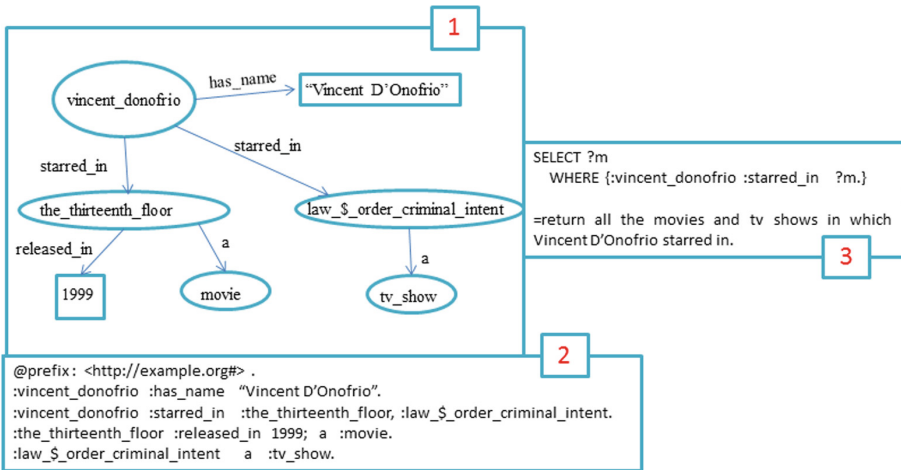 1
vincent_donofrio
has_name
“Vincent D’Onofrio”
starred_in
starred_in
the_thirteenth_floor
law_$_order_criminal_intent
released_in
a
a
1999
movie
tv_show
SELECT ?m
WHERE {:vincent_donofrio :starred_in ?m.}
=return all the movies and tv shows in which
Vincent D’Onofrio starred in.
3
2
@prefix: <http://example.org#> .
:vincent_donofrio :has_name “Vincent D’Onofrio”.
:vincent_donofrio :starred_in :the_thirteenth_floor, :law_$_order_criminal_intent.
:the_thirteenth_floor :released_in 1999; a :movie.
:law_$_order_criminal_intent a :tv_show.